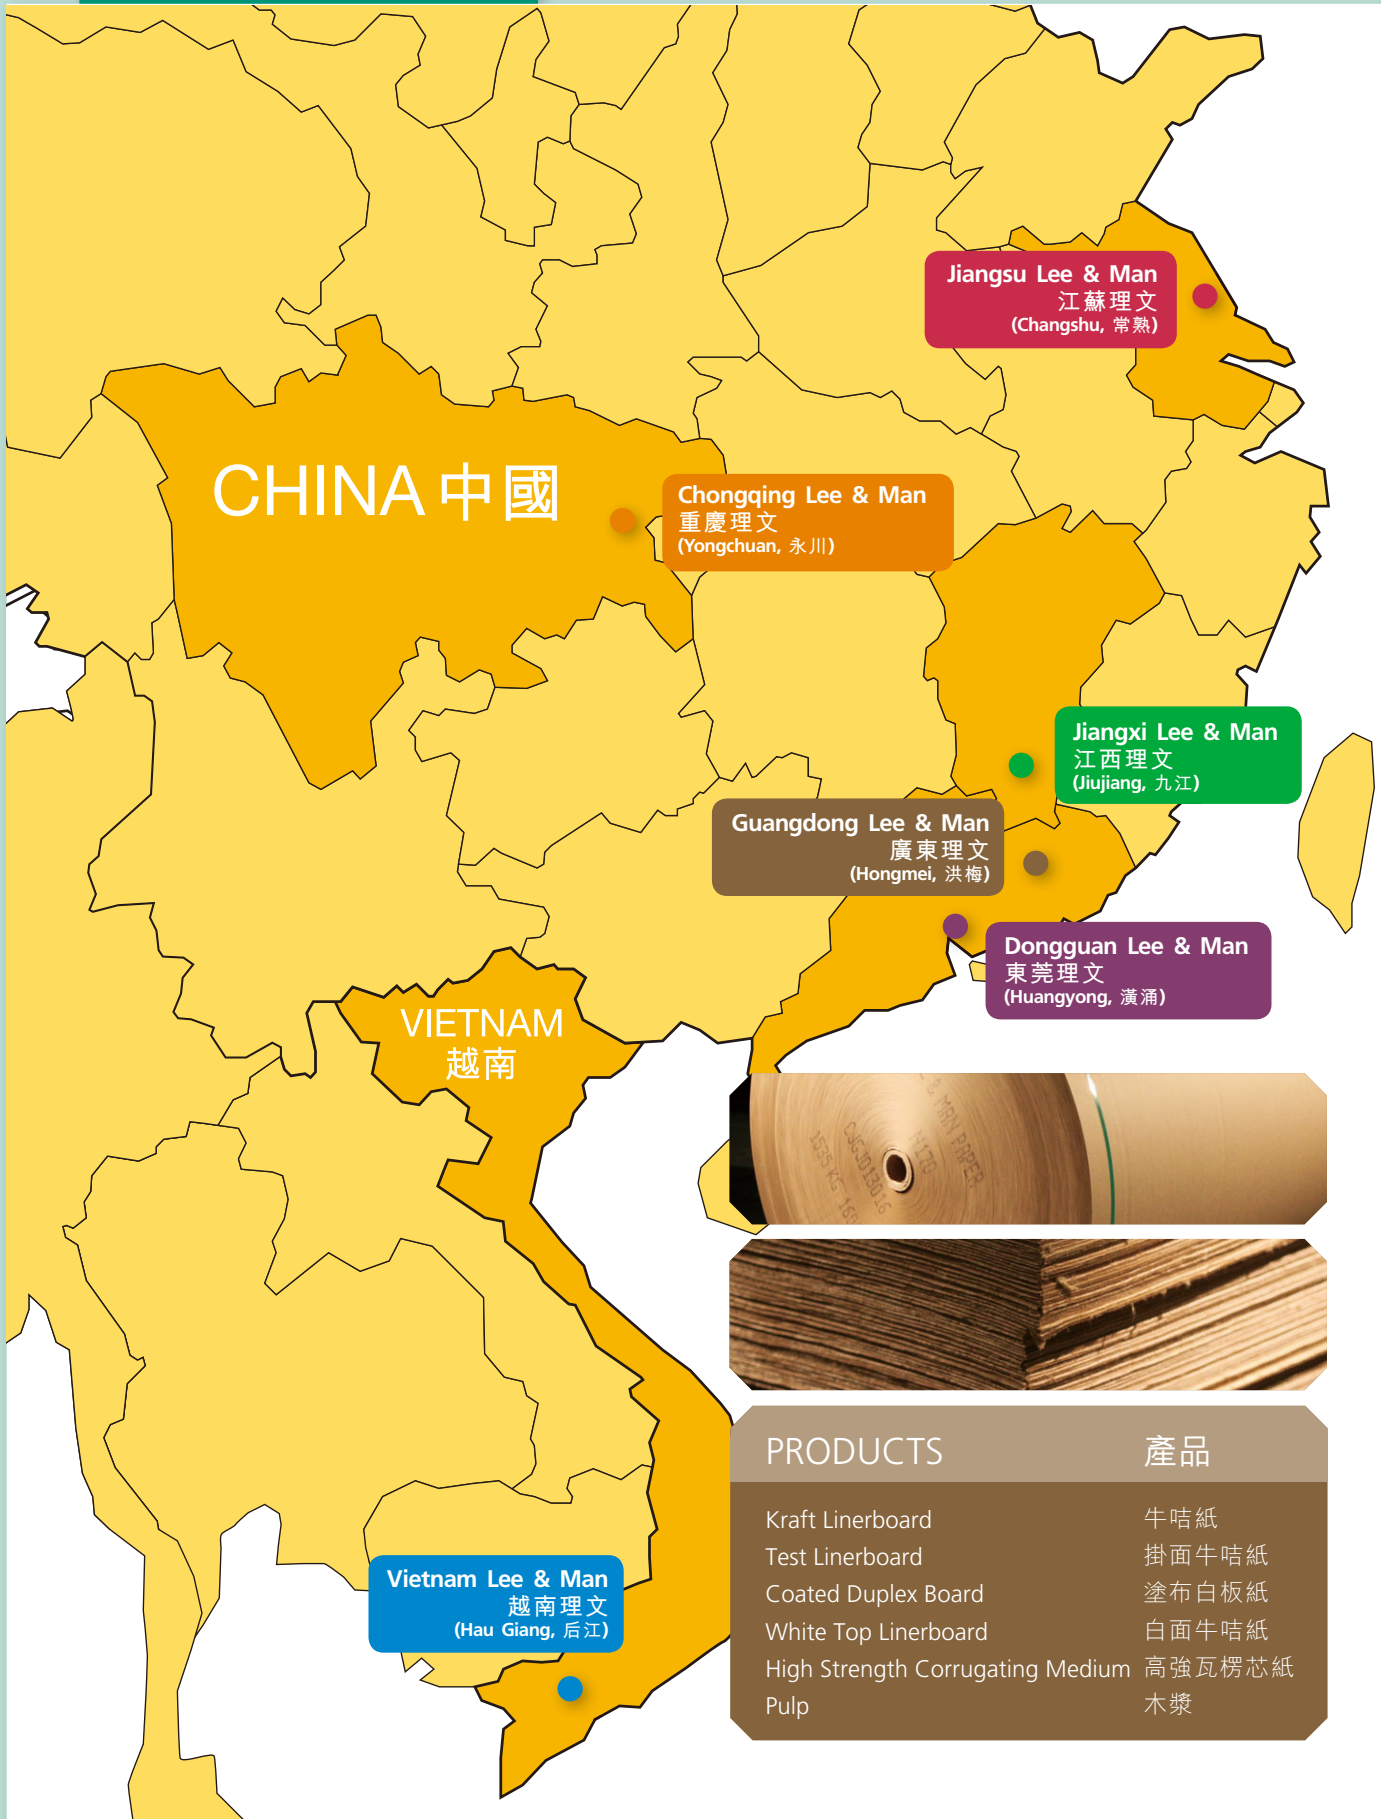 Jiangsu Lee & Man
江蘇理文
(Changshu, 常熟)
CHINA 中國
Chongqing Lee & Man
重慶理文
(Yongchuan, 永川)
Jiangxi Lee & Man
江西理文
(Jiujiang, 九江)
Guangdong Lee & Man
廣東理文
(Hongmei, 洪梅)
Dongguan Lee & Man
東莞理文
(Huangyong, 潢涌)
VIETNAM
越南
& MAN PAPER
N170
1535 KG
PRODUCTS 產品
Kraft Linerboard 牛咭紙
Test Linerboard 掛面牛咭紙
Coated Duplex Board 塗布白板紙
White Top Linerboard 白面牛咭紙
High Strength Corrugating Medium 高強瓦楞芯紙
Pulp 木漿
Vietnam Lee & Man
越南理文
(Hau Giang, 后江)